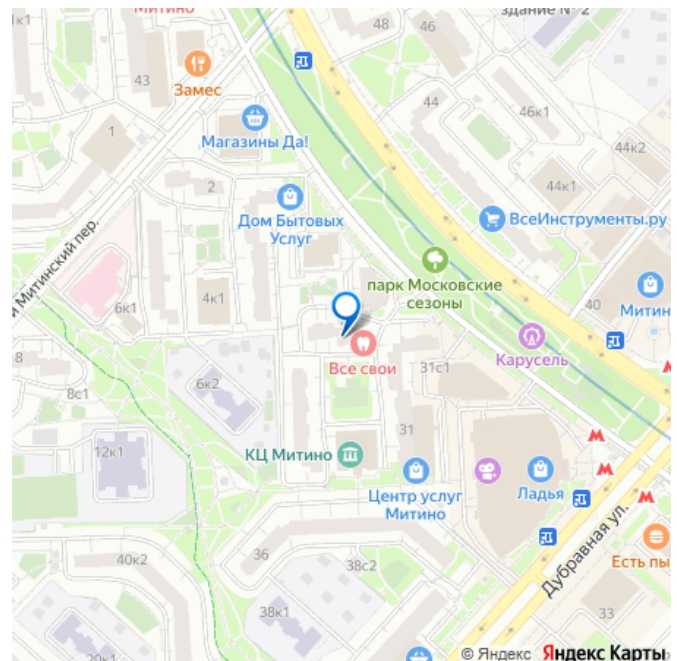 Митино
к1
48
46
здание N° 2
43
Замес
44
46к1
Магазины Да!
1
44к2
2
44к1
Дом Бытовых
Услуг
ВсеИнструменты.ру
Митинский пер.
парк Московские
сезоны
6к1
4к1
40
Митин
Карусель
8
Все свои
31с1
8с1
6к2
12к1
31
КЦ Митино
Центр услуг
Митино
Ладья
Дубравная ул.
40к2
36
38с2
Есть пы
38к1
33
20к1
© Яндекс Яндекс Карты